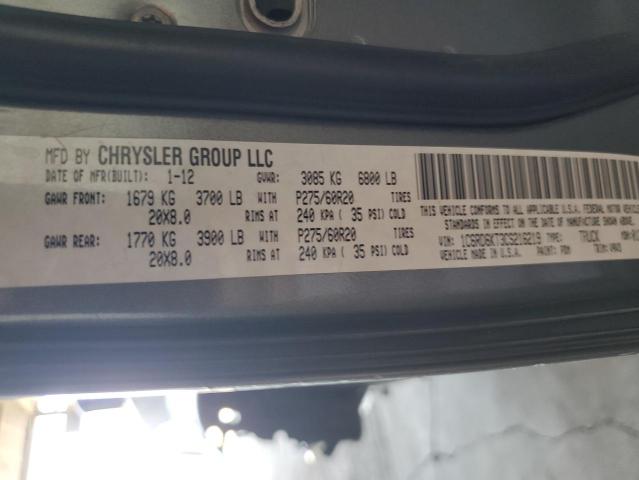 MFD BY CHRYSLER GROUP LLC
DATE OF MFR(BUILT): 1-12 GVWR: 3085 KG 6800 LB
GAWR FRONT: 1679 KG 3700 LB WITH P275/60R20 TIRES
20X8.0 RIMS AT 240 KPA ( 35 PSI) COLD
GAWR REAR: 1770 KG 3900 LB WITH P275/60R20 TIRES
20X8.0 RIMS AT 240 KPA ( 35 PSI) COLD
THIS VEHICLE CONFORMS TO ALL APPLICABLE U.S.A. FEDERAL MOTOR VEHICLE
STANDARDS IN EFFECT ON THE DATE OF MANUFACTURE SHOWN ABOVE.
VIN: 1C6RD6KT3CS216219 TYPE: TRUCK
VEHICLE MADE IN U.S.A. PAINT: TRIM: